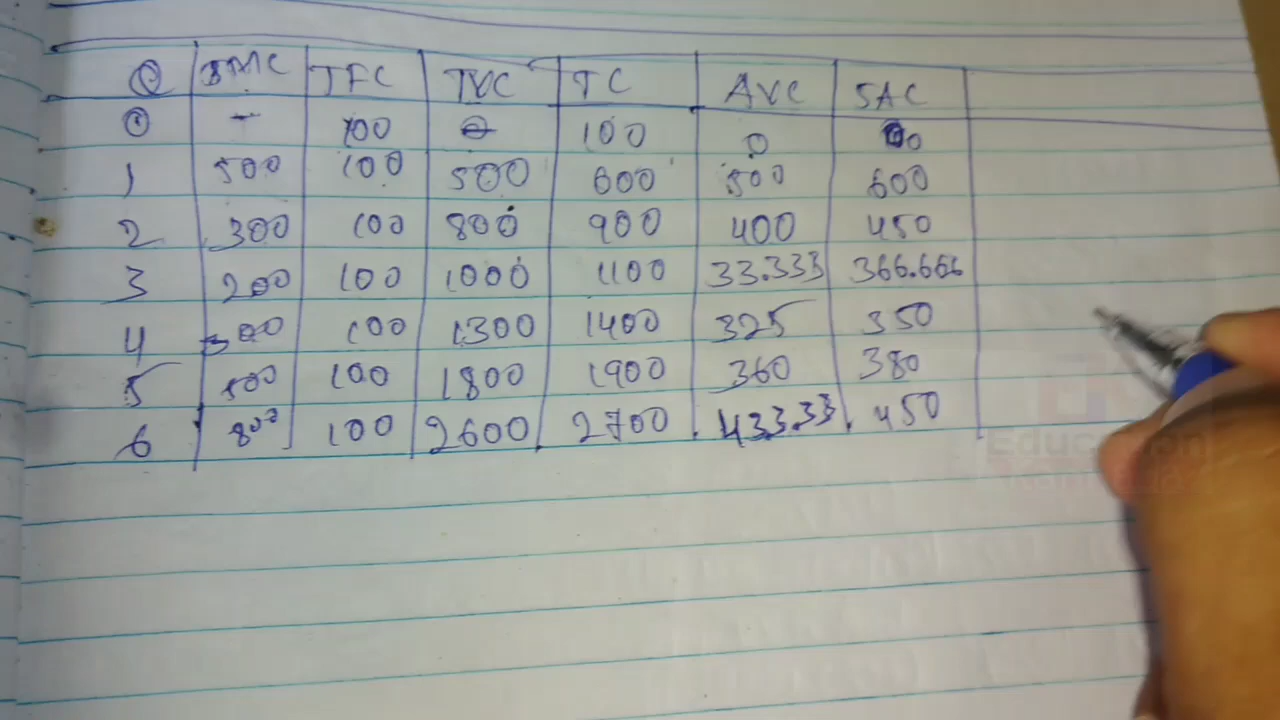 Q SMC TFC TVC TC AVC SAC
0 - 100 0 100 0
1 500 100 500 600 500 600
2 300 100 800 900 400 450
3 200 100 1000 1100 33.333 366.666
4 300 100 1300 1400 325 350
5 500 100 1800 1900 360 380
6 800 100 2600 2700 433.33 450
Education